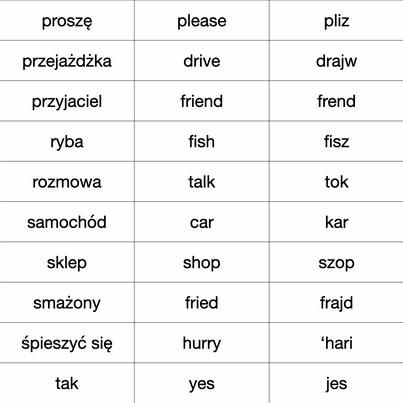 proszę please pliz
przejażdżka drive drajw
przyjaciel friend frend
ryba fish fisz
rozmowa talk tok
samochód car kar
sklep shop szop
smażony fried frajd
śpieszyć się hurry ‘hari
tak yes jes